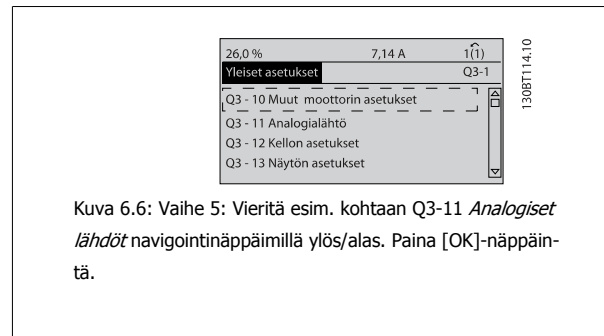 26,0 % 7,14 A 1(1)
Yleiset asetukset Q3-1
Q3 - 10 Muut moottorin asetukset
Q3 - 11 Analogialähtö
Q3 - 12 Kellon asetukset
Q3 - 13 Näytön asetukset
130BT114.10
Kuva 6.6: Vaihe 5: Vieritä esim. kohtaan Q3-11 Analogiset
lähdöt navigointinäppäimillä ylös/alas. Paina [OK]-näppäin-
tä.